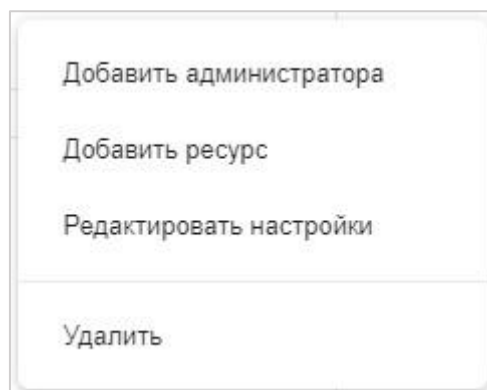 Добавить администратора
Добавить ресурс
Редактировать настройки
Удалить